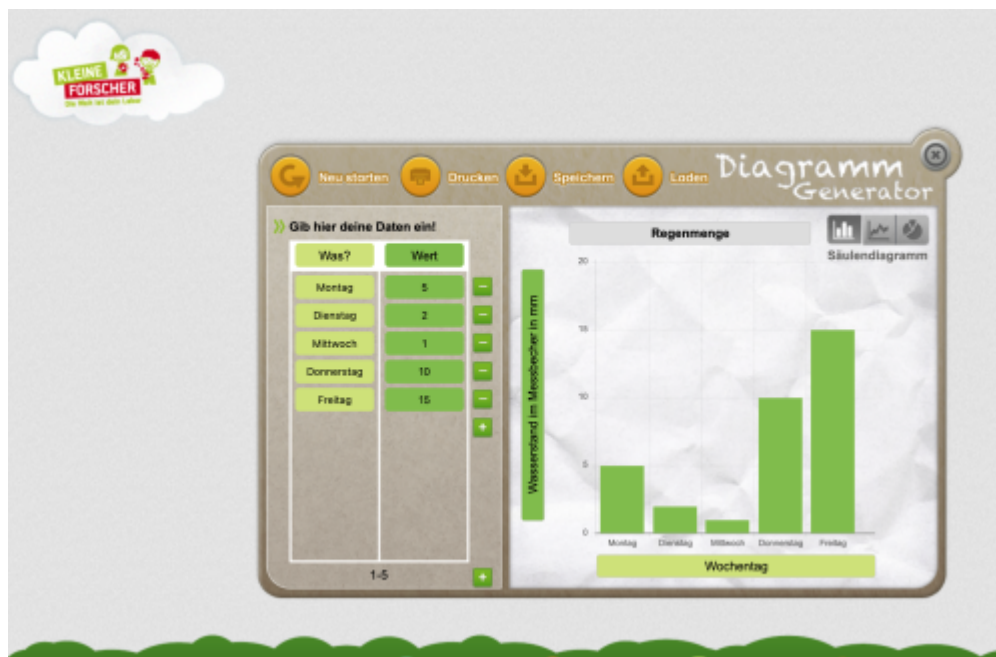 KLEINE
FORSCHER
Die Welt ist dein Labor
Neu starten
Drucken
Speichern
Laden
Diagramm
Generator
Gib hier deine Daten ein!
Was? Wert
Montag 5
Dienstag 2
Mittwoch 1
Donnerstag 10
Freitag 15
1-5
Regenmenge
Säulendiagramm
Wasserstand im Messbecher in mm
20
15
10
5
0
Montag Dienstag Mittwoch Donnerstag Freitag
Wochentag